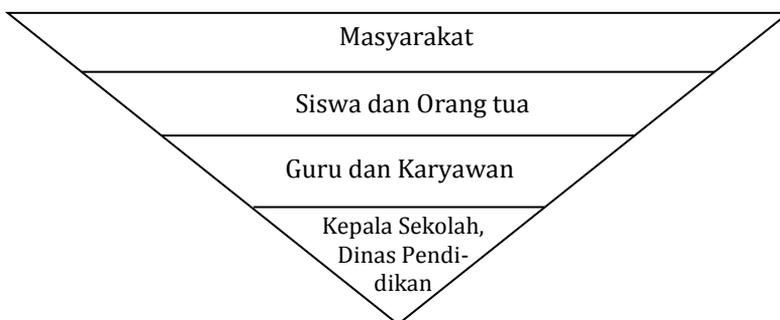 Masyarakat
Siswa dan Orang tua
Guru dan Karyawan
Kepala Sekolah,
Dinas Pendi-
dikan